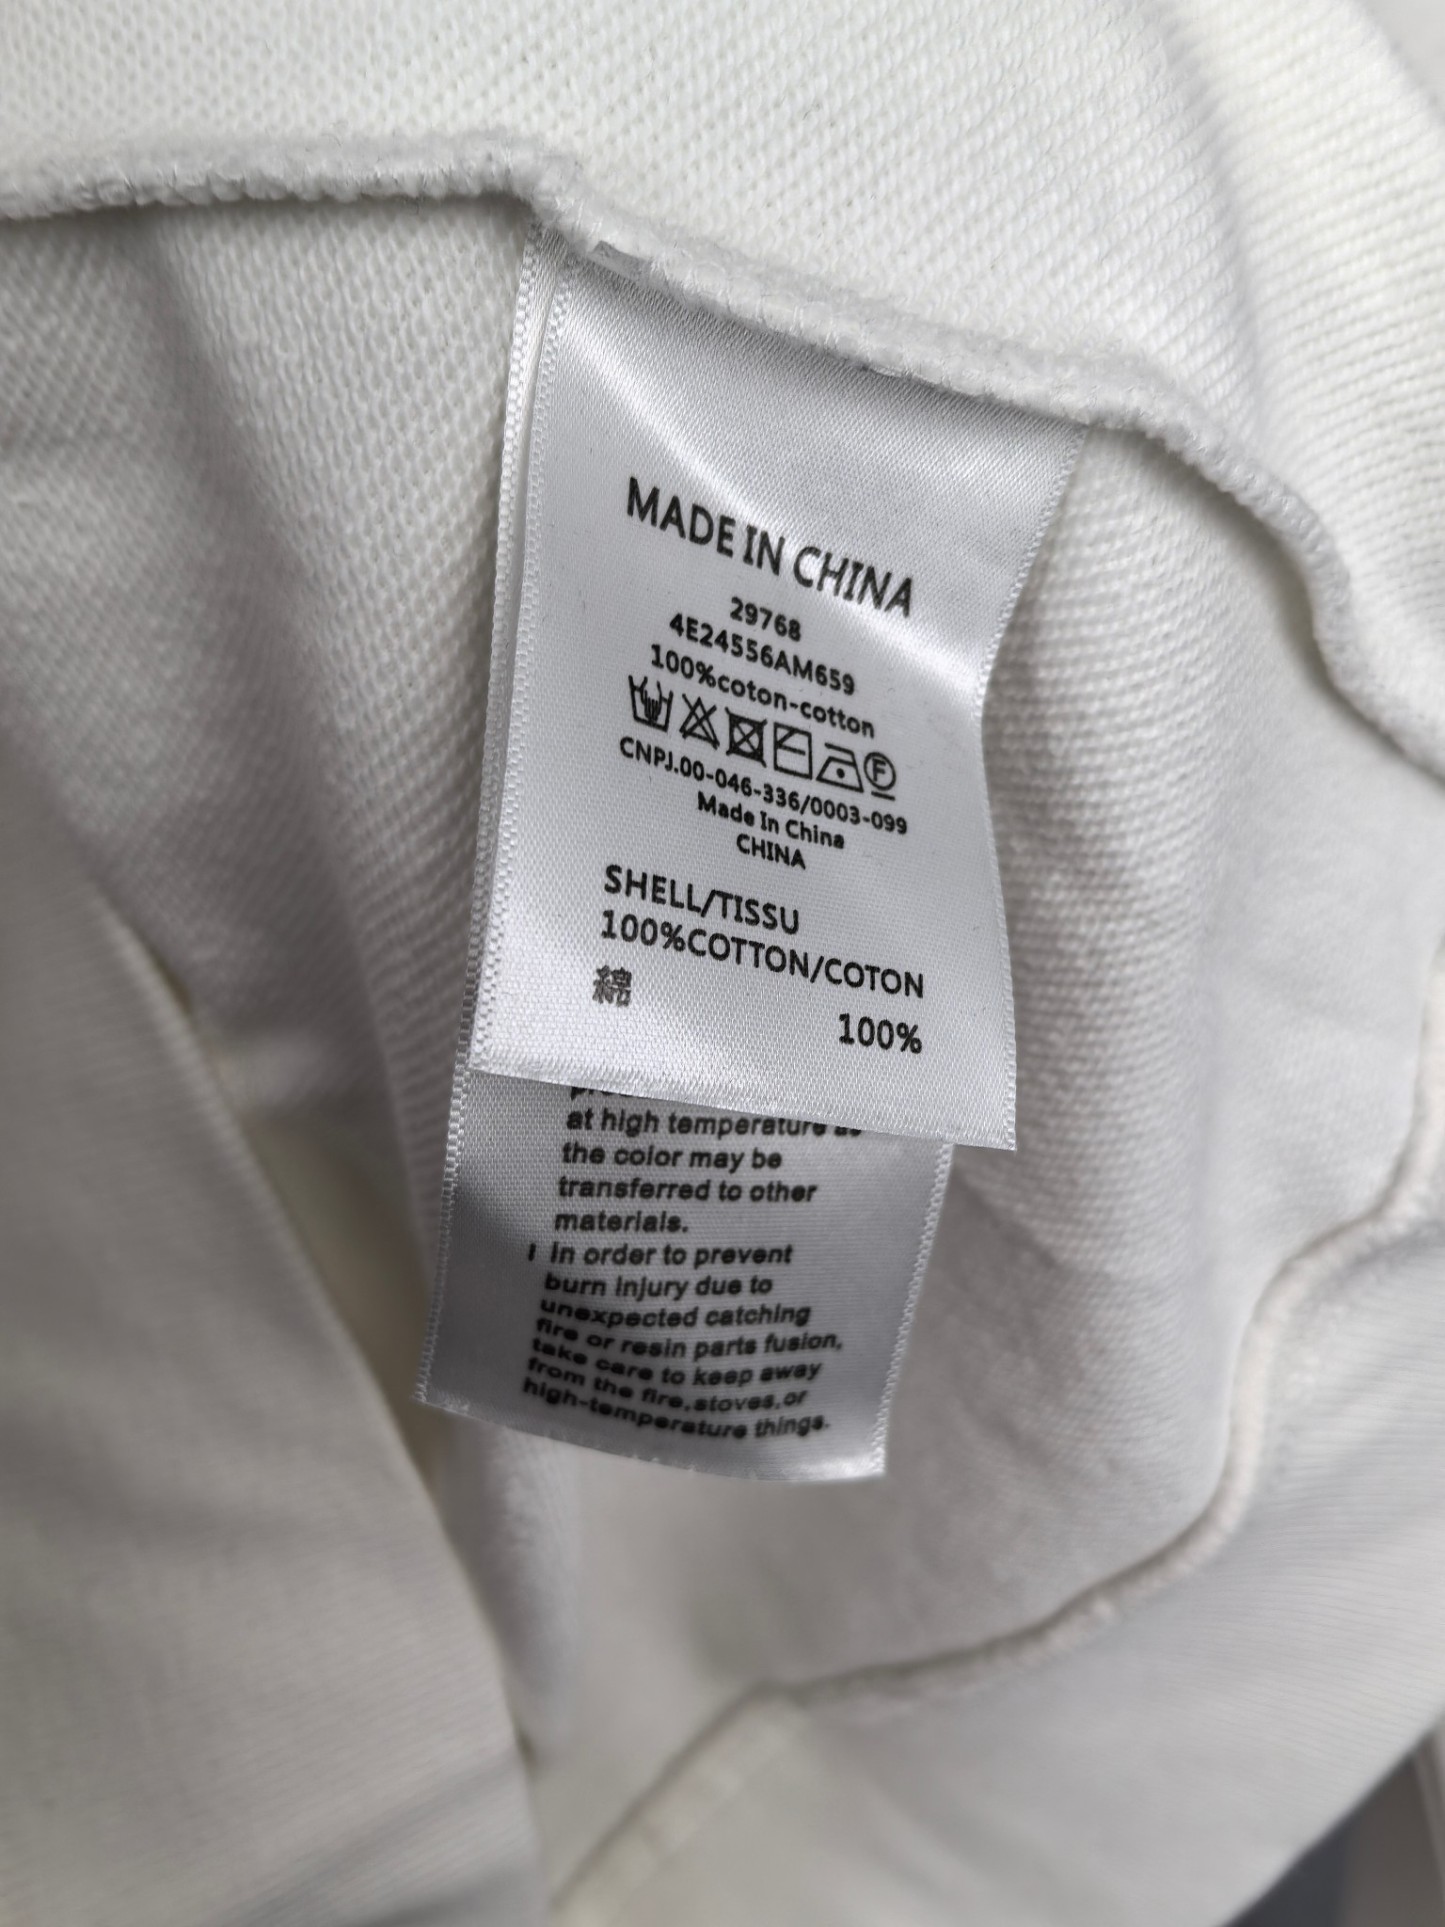 MADE IN CHINA
29768
4E24556AM659
100%coton-cotton
F
CNPJ.00-046-336/0003-099
Made In China
CHINA
SHELL/TISSU
100%COTTON/COTON
綿 100%
at high temperature as
the color may be
transferred to other
materials.
I In order to prevent
burn injury due to
unexpected catching
fire or resin parts fusion,
take care to keep away
from the fire,stoves,or
high-temperature things.